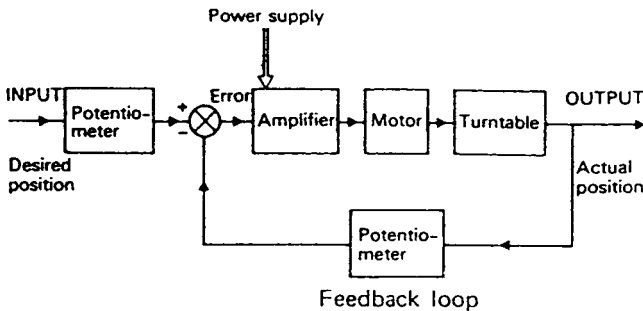 Power supply
INPUT
Potentio-
meter
+
−
Error
Amplifier
Motor
Turntable
OUTPUT
Desired
position
Actual
position
Potentio-
meter
Feedback loop